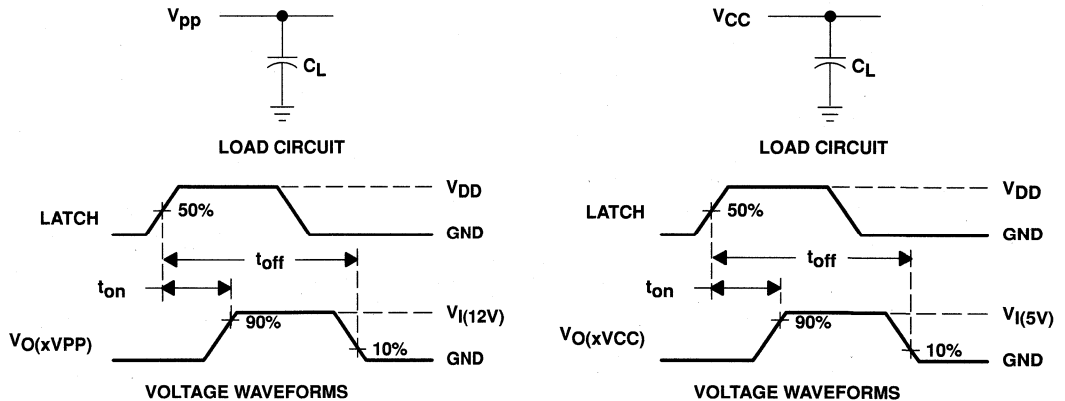 Vpp
CL
LOAD CIRCUIT
LATCH
50%
VDD
GND
toff
ton
VO(xVPP)
90%
10%
VI(12V)
GND
VOLTAGE WAVEFORMS
VCC
CL
LOAD CIRCUIT
LATCH
50%
VDD
GND
toff
ton
VO(xVCC)
90%
10%
VI(5V)
GND
VOLTAGE WAVEFORMS